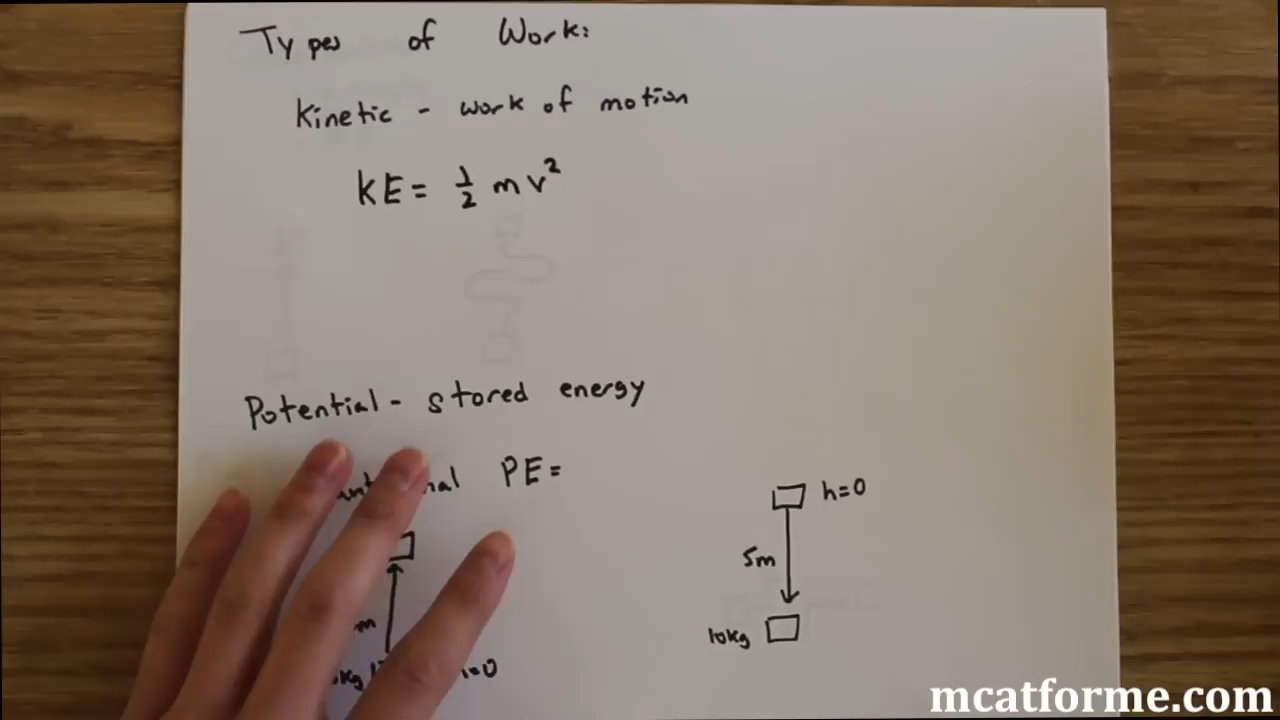 Types of Work:
Kinetic - work of motion
KE = 1/2 mv²
Potential - stored energy
PE=
h=0
5m
10kg
mcatforme.com